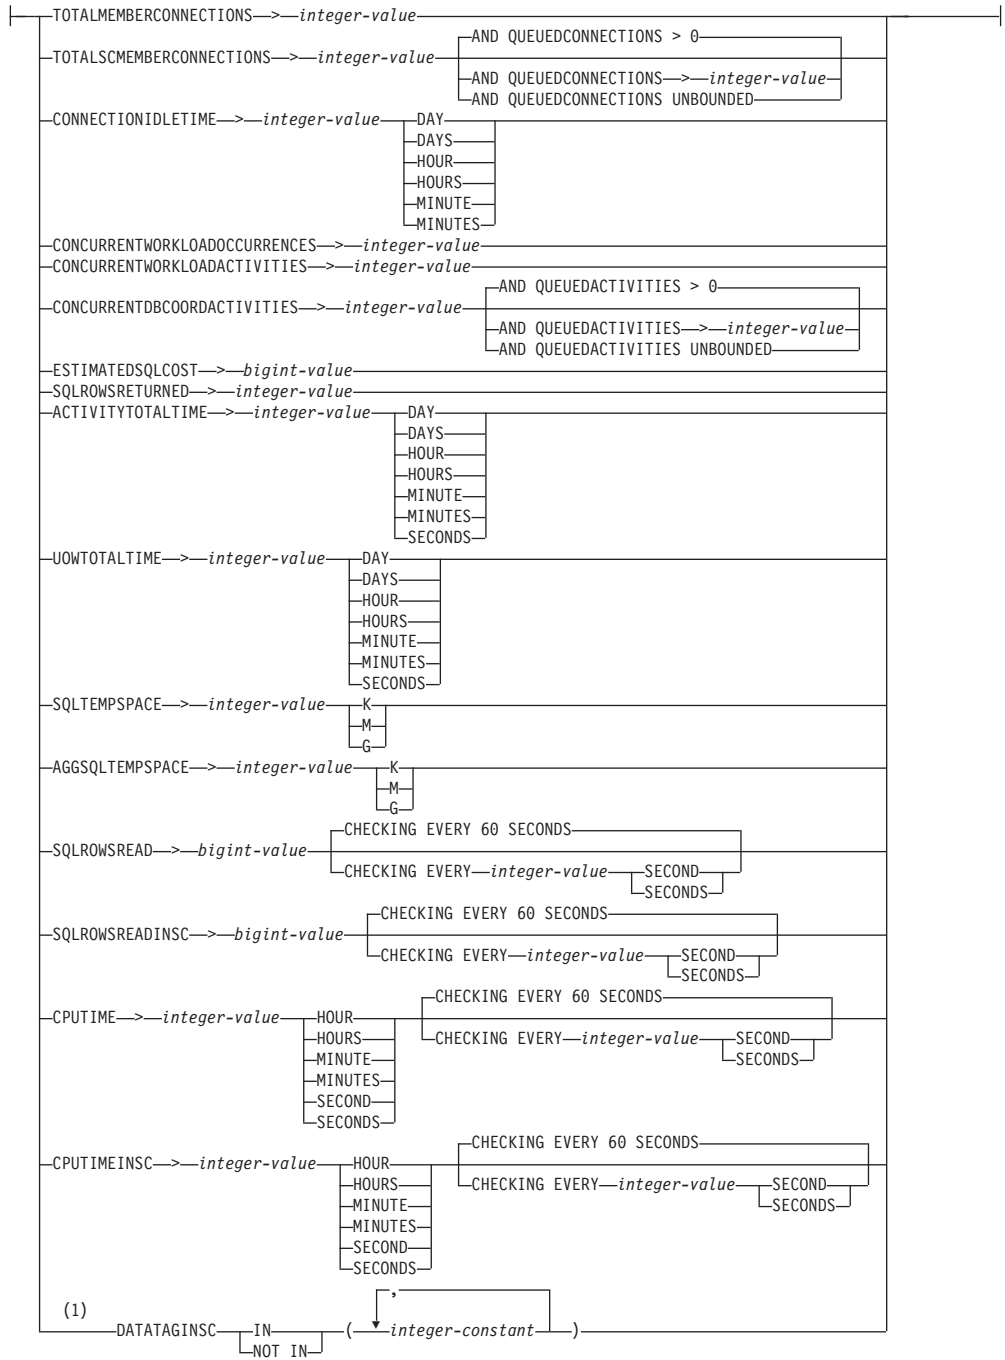 TOTALMEMBERCONNECTIONS > integer-value
AND QUEUEDCONNECTIONS > 0
TOTALSCMEMBERCONNECTIONS > integer-value
AND QUEUEDCONNECTIONS > integer-value
AND QUEUEDCONNECTIONS UNBOUNDED
CONNECTIONIDLETIME > integer-value DAY
DAYS
HOUR
HOURS
MINUTE
MINUTES
CONCURRENTWORKLOADOCCURRENCES > integer-value
CONCURRENTWORKLOADACTIVITIES > integer-value
AND QUEUEDACTIVITIES > 0
CONCURRENTDBCOORDACTIVITIES > integer-value
AND QUEUEDACTIVITIES > integer-value
AND QUEUEDACTIVITIES UNBOUNDED
ESTIMATEDSQLCOST > bigint-value
SQLROWSRETURNED > integer-value
ACTIVITYTOTALTIME > integer-value DAY
DAYS
HOUR
HOURS
MINUTE
MINUTES
SECONDS
UOWTOTALTIME > integer-value DAY
DAYS
HOUR
HOURS
MINUTE
MINUTES
SECONDS
SQLTEMPSPACE > integer-value K
M
G
AGGSQLTEMPSPACE > integer-value K
M
G
CHECKING EVERY 60 SECONDS
SQLROWSREAD > bigint-value
CHECKING EVERY integer-value SECOND
SECONDS
CHECKING EVERY 60 SECONDS
SQLROWSREADINSC > bigint-value
CHECKING EVERY integer-value SECOND
SECONDS
CHECKING EVERY 60 SECONDS
CPUTIME > integer-value HOUR
HOURS CHECKING EVERY integer-value SECOND
MINUTE SECONDS
MINUTES
SECOND
SECONDS
CHECKING EVERY 60 SECONDS
CPUTIMEINSC > integer-value HOUR
HOURS CHECKING EVERY integer-value SECOND
MINUTE SECONDS
MINUTES
SECOND
SECONDS
(1) ,
DATATAGINSC IN ( integer-constant )
NOT IN